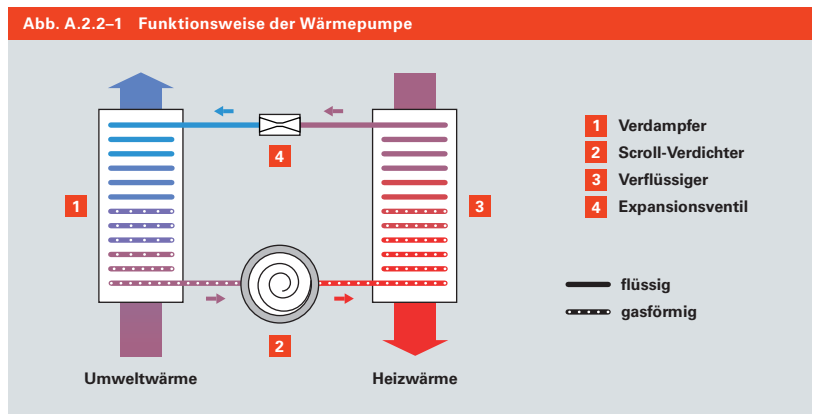 Abb. A.2.2–1 Funktionsweise der Wärmepumpe
4
1
3
2
Umweltwärme
Heizwärme
1 Verdampfer
2 Scroll-Verdichter
3 Verflüssiger
4 Expansionsventil
flüssig
gasförmig